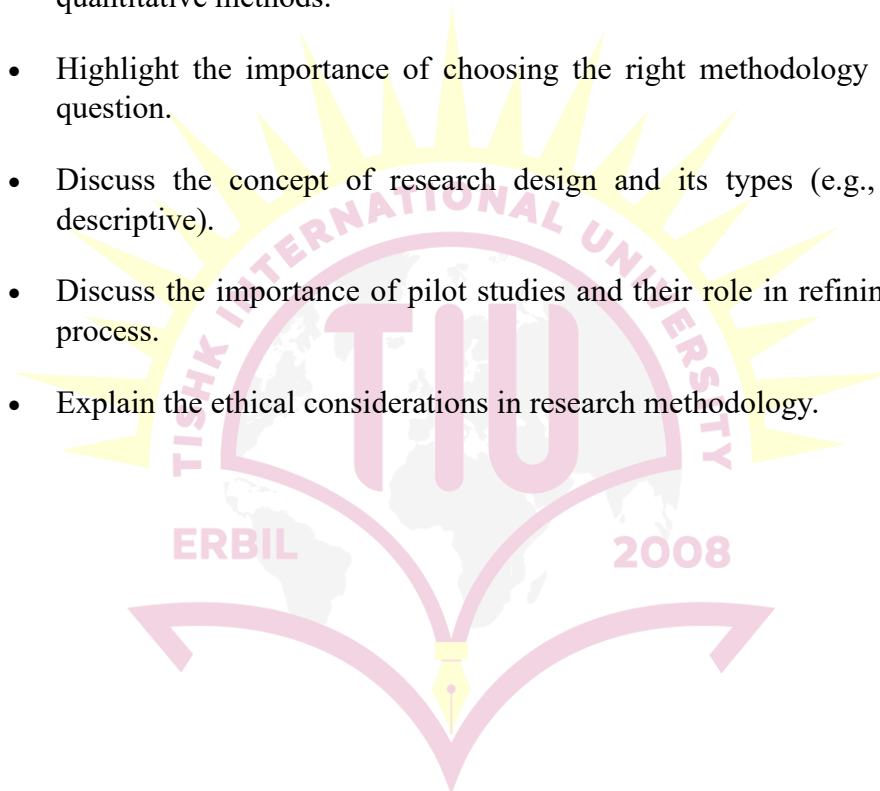 quantitative methods.
• Highlight the importance of choosing the right methodology
question.
• Discuss the concept of research design and its types (e.g.,
descriptive).
• Discuss the importance of pilot studies and their role in refinin
process.
• Explain the ethical considerations in research methodology.
TISHK INTERNATIONAL UNIVERSITY
TIU
ERBIL 2008